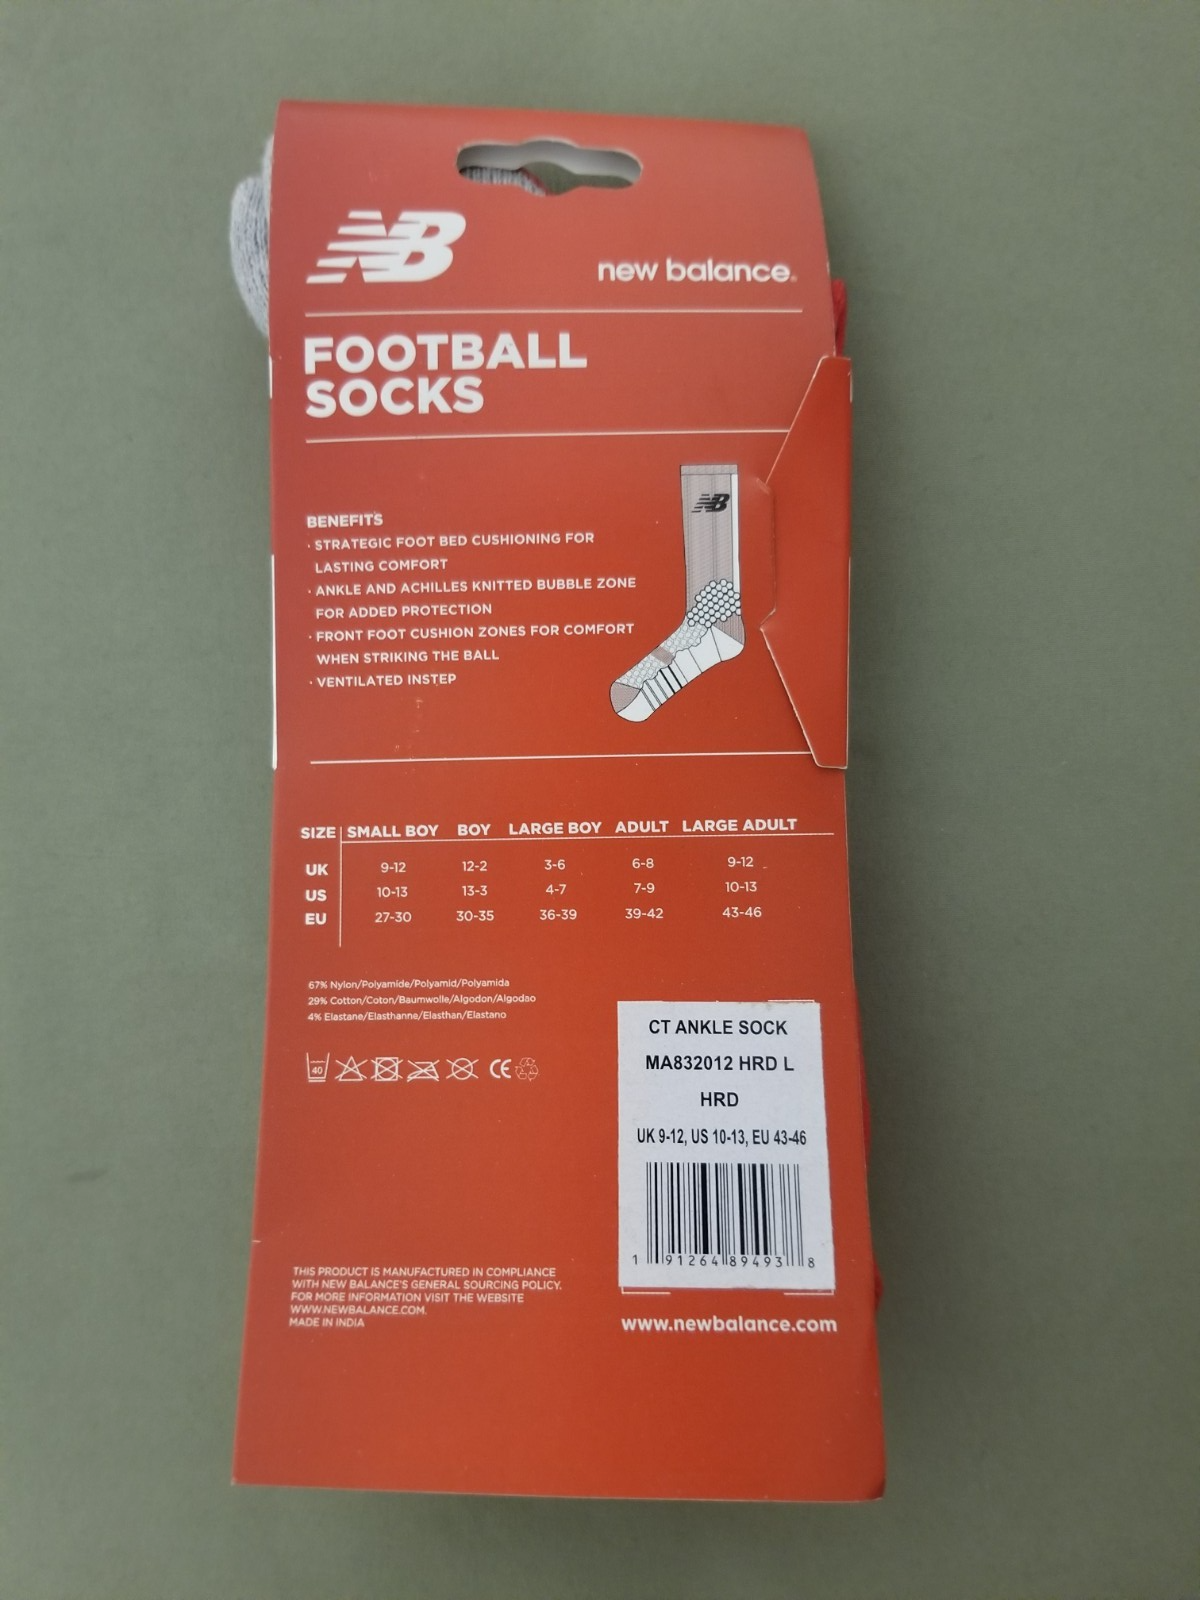 NB
new balance
FOOTBALL
SOCKS
BENEFITS
· STRATEGIC FOOT BED CUSHIONING FOR
LASTING COMFORT
· ANKLE AND ACHILLES KNITTED BUBBLE ZONE
FOR ADDED PROTECTION
· FRONT FOOT CUSHION ZONES FOR COMFORT
WHEN STRIKING THE BALL
· VENTILATED INSTEP
NB
SIZE SMALL BOY BOY LARGE BOY ADULT LARGE ADULT
UK 9-12 12-2 3-6 6-8 9-12
US 10-13 13-3 4-7 7-9 10-13
EU 27-30 30-35 36-39 39-42 43-46
67% Nylon/Polyamide/Polyamid/Polyamida
29% Cotton/Coton/Baumwolle/Algodon/Algodao
4% Elastane/Elasthanne/Elasthan/Elastano
40 CE
CT ANKLE SOCK
MA832012 HRD L
HRD
UK 9-12, US 10-13, EU 43-46
1 91264 89493 8
THIS PRODUCT IS MANUFACTURED IN COMPLIANCE
WITH NEW BALANCE'S GENERAL SOURCING POLICY.
FOR MORE INFORMATION VISIT THE WEBSITE
WWW.NEWBALANCE.COM.
MADE IN INDIA
www.newbalance.com